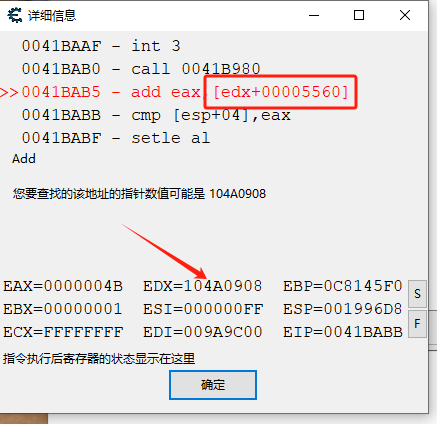 详细信息
0041BAAF - int 3
0041BAB0 - call 0041B980
>>0041BAB5 - add eax,[edx+00005560]
0041BABB - cmp [esp+04],eax
0041BABF - setle al
Add
您要查找的该地址的指针数值可能是 104A0908
EAX=0000004B EDX=104A0908 EBP=0C8145F0
EBX=00000001 ESI=000000FF ESP=001996D8
ECX=FFFFFFFF EDI=009A9C00 EIP=0041BABB
S
F
指令执行后寄存器的状态显示在这里
确定